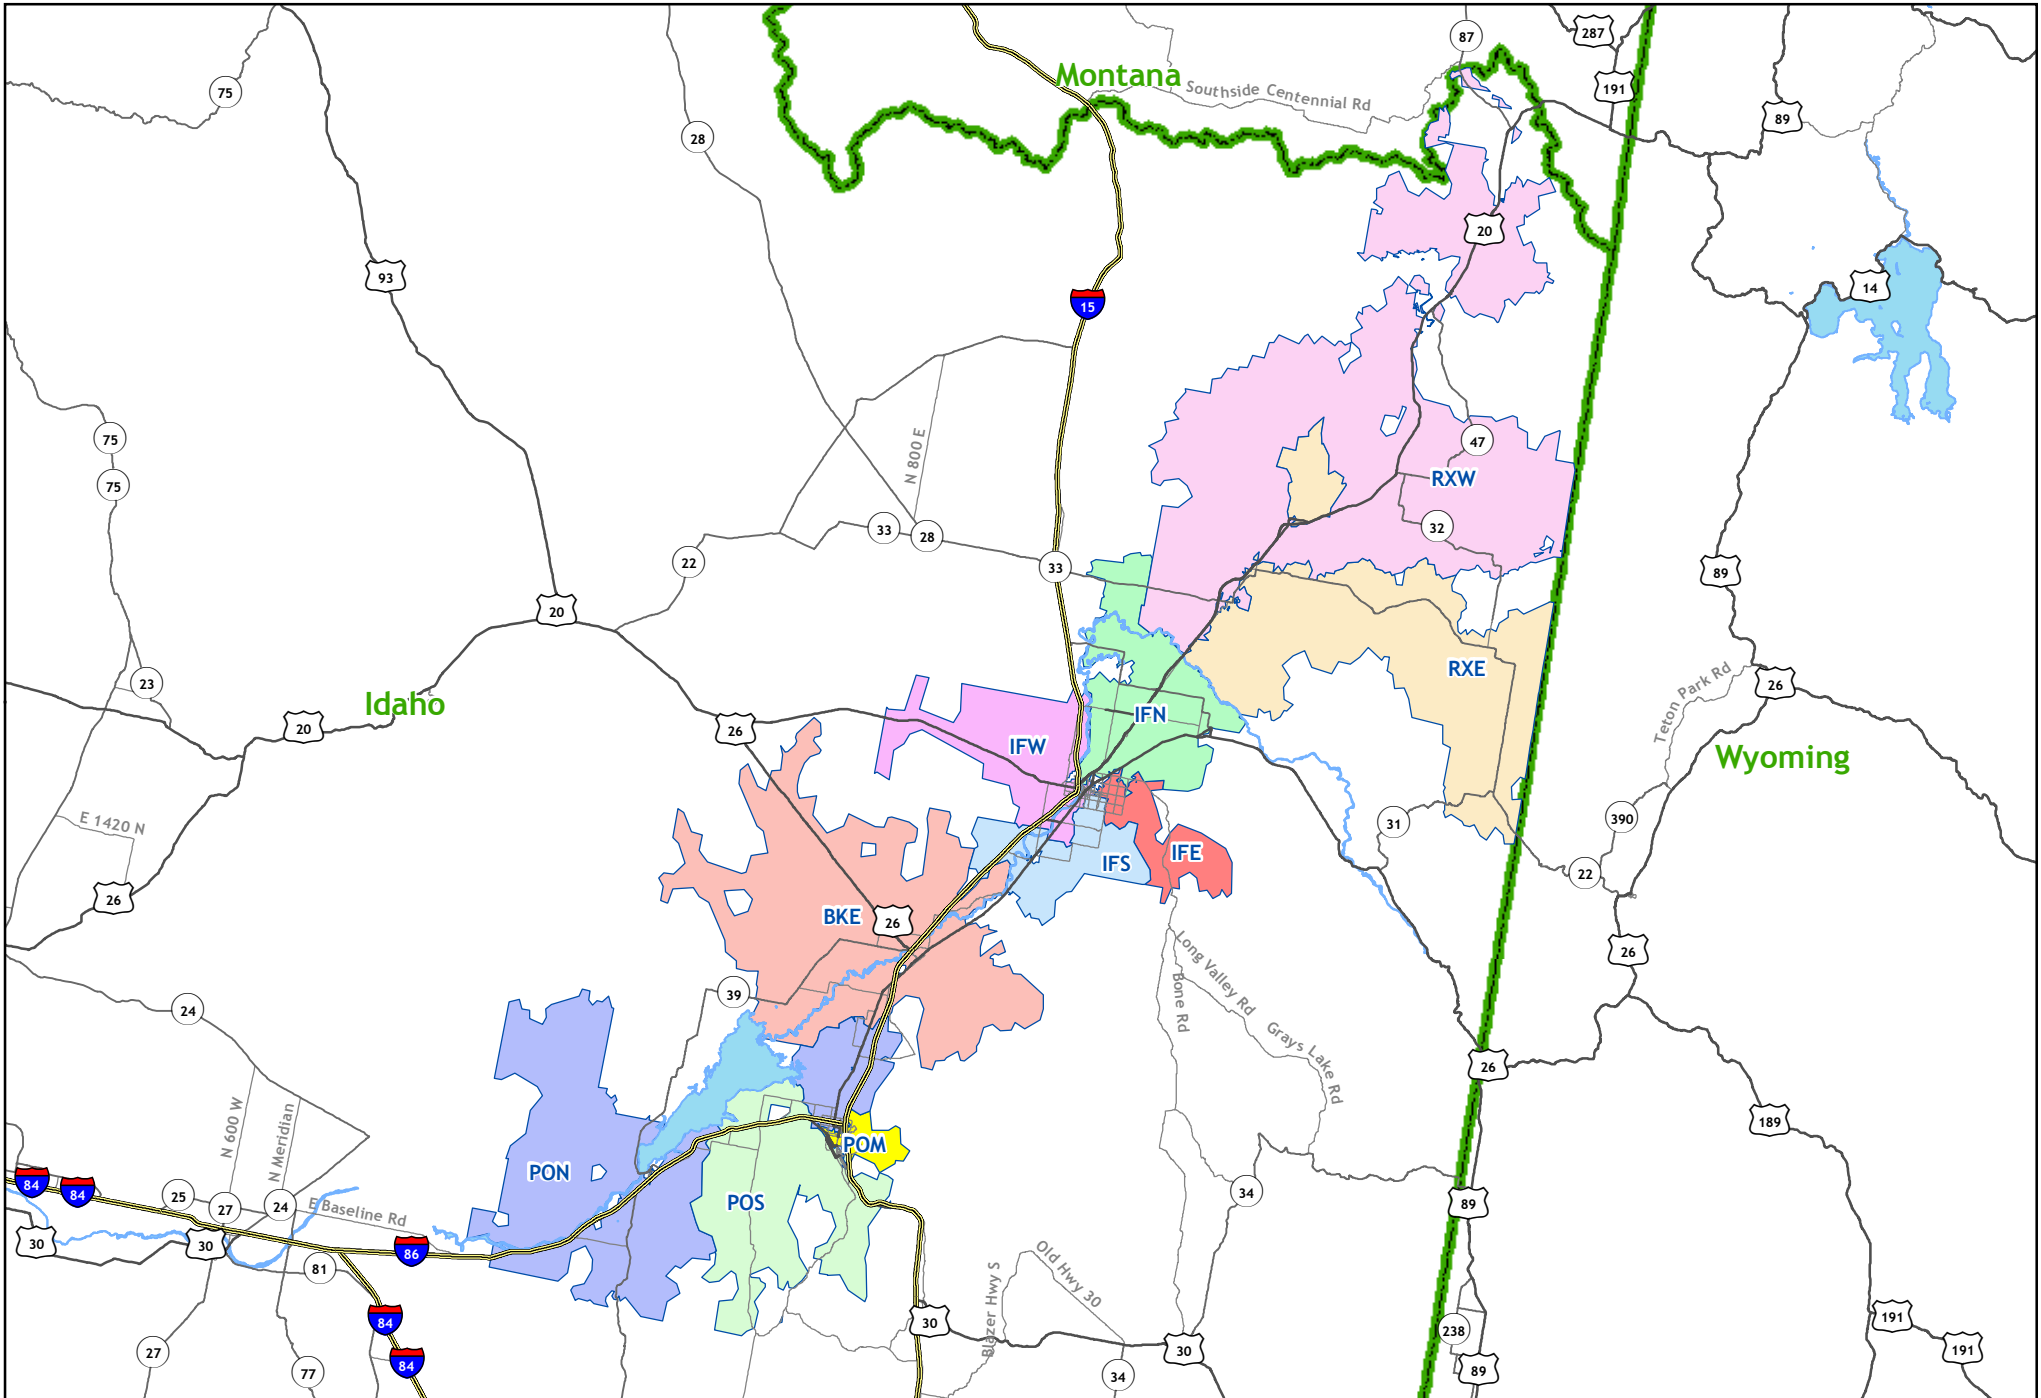 87
287
Montana
75
Southside Centennial Rd
191
89
28
20
93
14
15
75
N 800 E
47
RXW
75
33
28
32
22
33
89
20
23
RXE
Teton Park Rd
26
Idaho
20
26
IFN
IFW
Wyoming
E 1420 N
31
390
IFS
IFE
22
26
BKE
26
Long Valley Rd
26
39
Bone Rd
24
Grays Lake Rd
26
N 600 W
N Meridian
189
POM
PON
84
84
25
POS
34
27
24
E Baseline Rd
89
30
30
86
81
Old Hwy 30
84
Blazer Hwy S
30
191
238
27
84
30
191
77
34
89